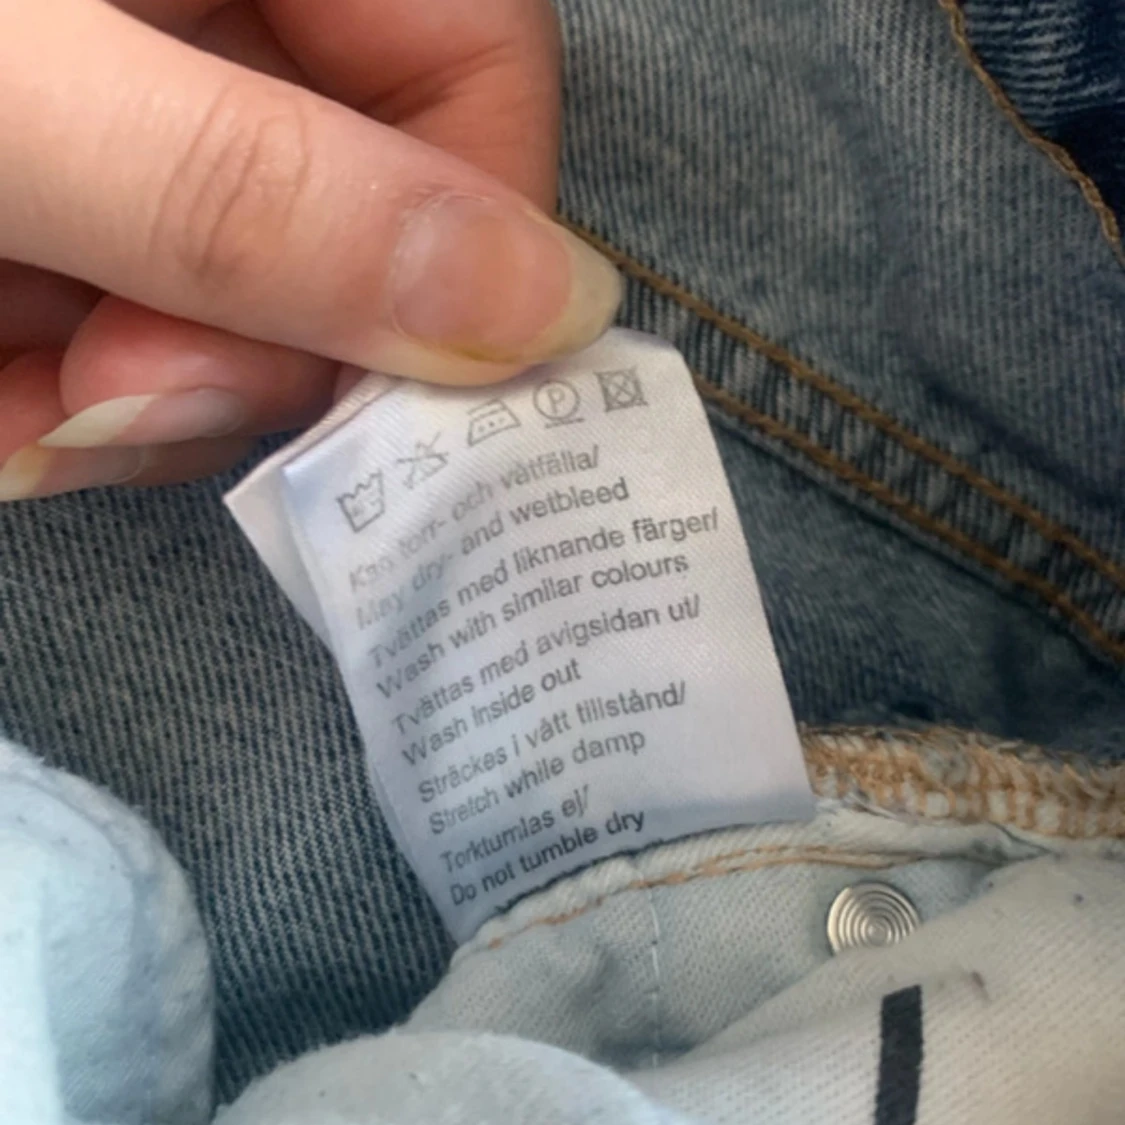 P
Kan torr- och våtfälla/
May dry- and wetbleed
Tvättas med liknande färger/
Wash with similar colours
Tvättas med avigsidan ut/
Wash inside out
Sträckes i vått tillstånd/
Stretch while damp
Torktumlas ej/
Do not tumble dry